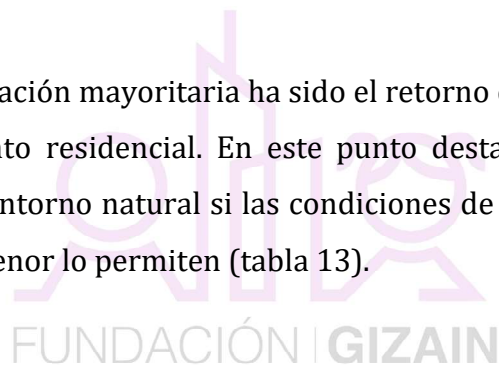 ación mayoritaria ha sido el retorno
nto residencial. En este punto desta
ntorno natural si las condiciones de
enor lo permiten (tabla 13).
FUNDACIÓN | GIZAIN